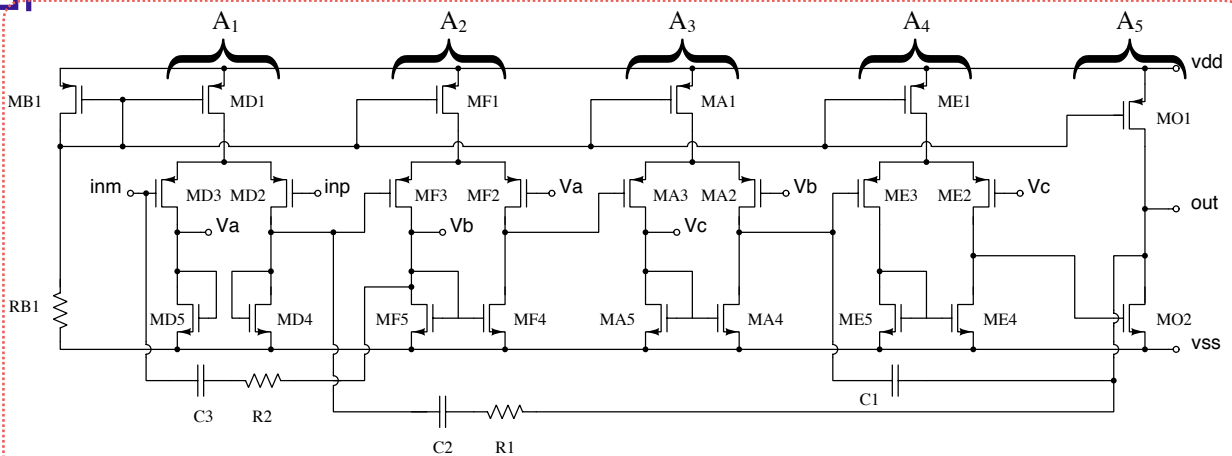 A1 A2 A3 A4 A5
vdd
MB1 MD1 MF1 MA1 ME1 MO1
inm MD3 MD2 inp MF3 MF2 Va MA3 MA2 Vb ME3 ME2 Vc
out
Va Vb Vc
RB1 MD5 MD4 MF5 MF4 MA5 MA4 ME5 ME4 MO2
vss
C3 R2 C1
C2 R1